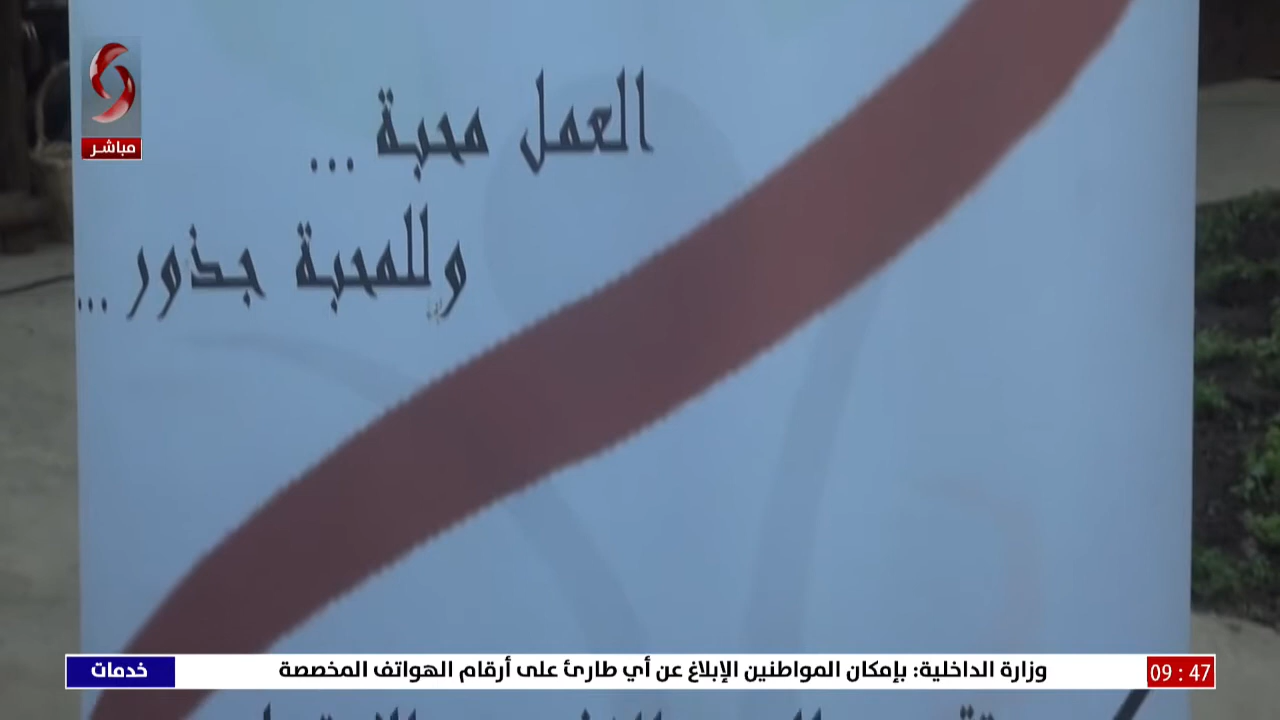 مباشر
العمل محبة ...
وللمحبة جذور ...
وزارة الداخلية: بإمكان المواطنين الإبلاغ عن أي طارئ على أرقام الهواتف المخصصة
خدمات
09 : 47